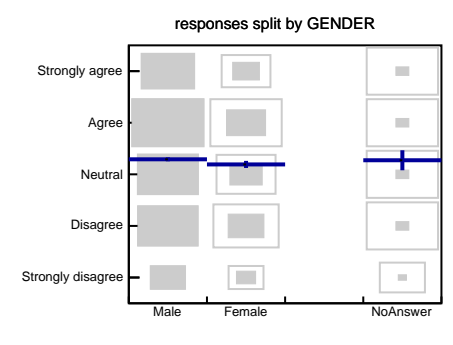 responses split by GENDER
Strongly agree
Agree
Neutral
Disagree
Strongly disagree
Male Female NoAnswer